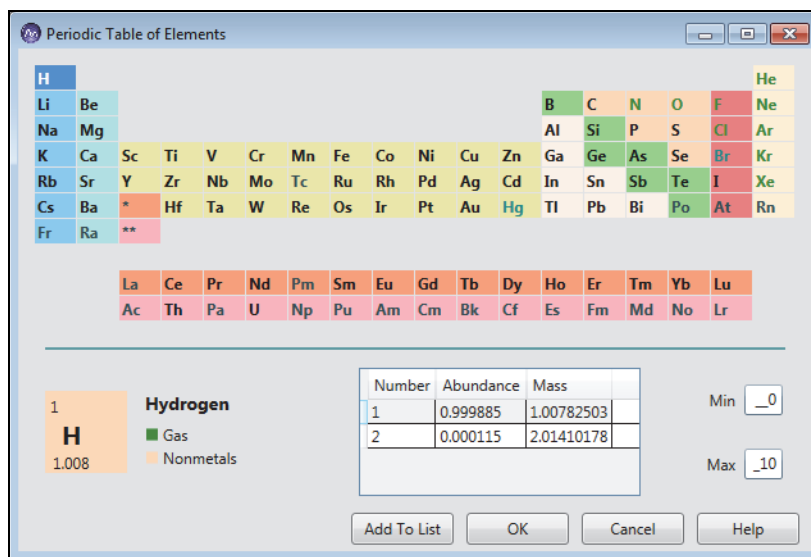 Periodic Table of Elements
H He
Li Be B C N O F Ne
Na Mg Al Si P S Cl Ar
K Ca Sc Ti V Cr Mn Fe Co Ni Cu Zn Ga Ge As Se Br Kr
Rb Sr Y Zr Nb Mo Tc Ru Rh Pd Ag Cd In Sn Sb Te I Xe
Cs Ba * Hf Ta W Re Os Ir Pt Au Hg Tl Pb Bi Po At Rn
Fr Ra **
La Ce Pr Nd Pm Sm Eu Gd Tb Dy Ho Er Tm Yb Lu
Ac Th Pa U Np Pu Am Cm Bk Cf Es Fm Md No Lr
1
H
1.008
Hydrogen
Gas
Nonmetals
Number Abundance Mass
1 0.999885 1.00782503
2 0.000115 2.01410178
Min __0
Max _10
Add To List OK Cancel Help